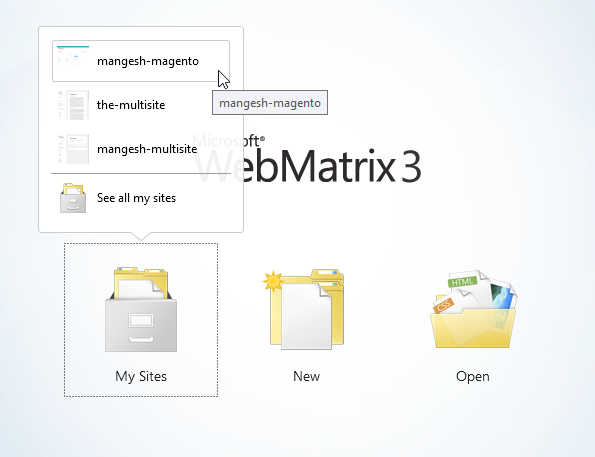 mangesh-magento
mangesh-magento
the-multisite
Microsoft®
mangesh-multisite
WebMatrix 3
See all my sites
HTML
CSS
My Sites
New
Open